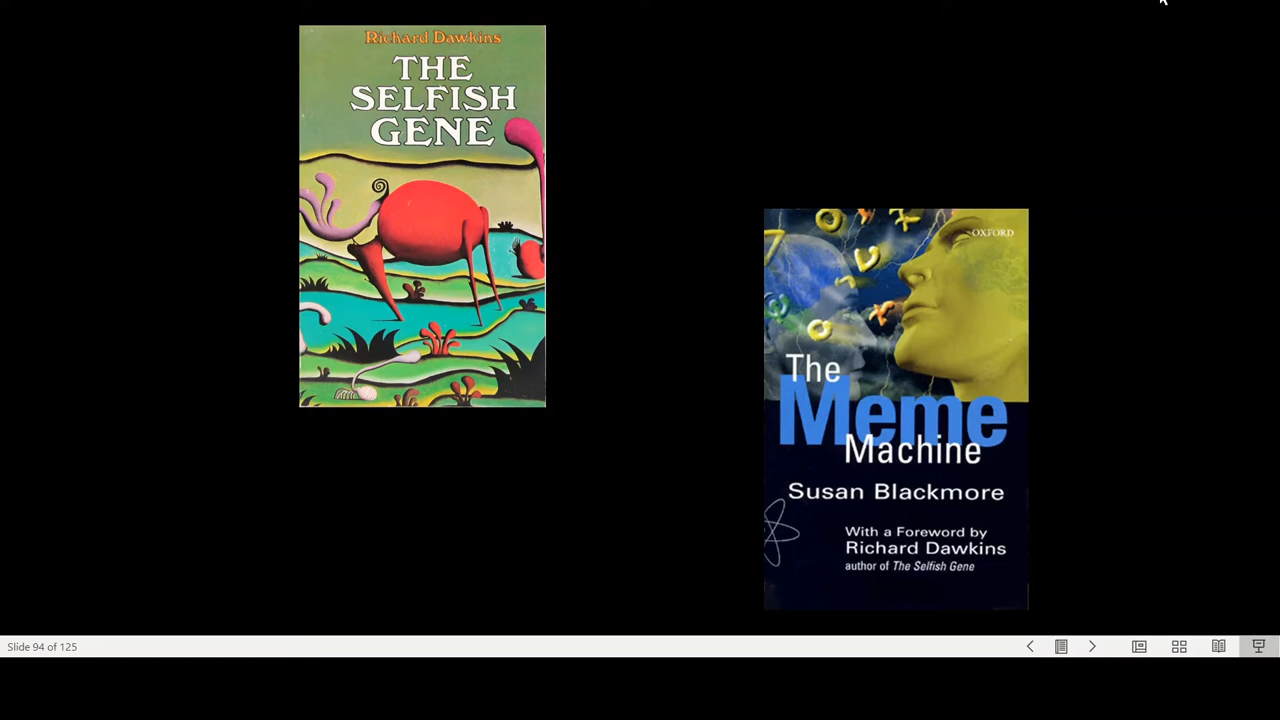 Richard Dawkins
THE
SELFISH
GENE
OXFORD
The
Meme
Machine
Susan Blackmore
With a Foreword by
Richard Dawkins
author of The Selfish Gene
Slide 94 of 125